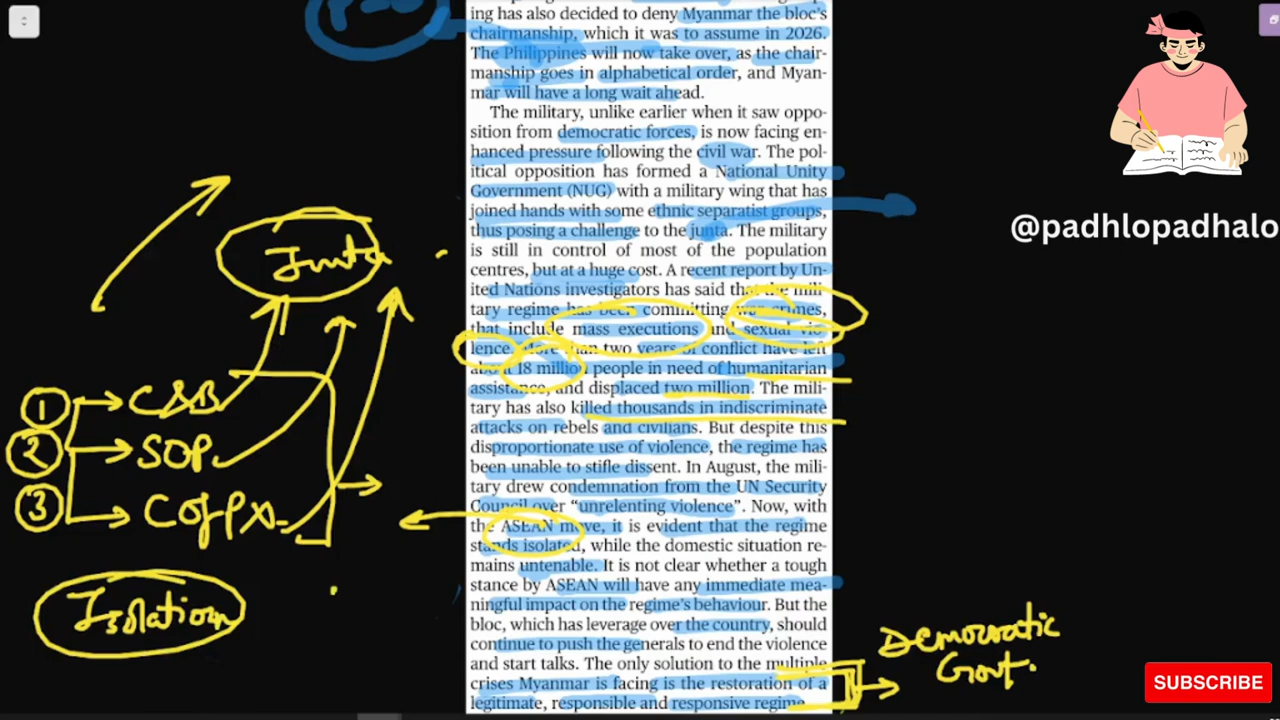 ing has also decided to deny Myanmar the bloc's
chairmanship, which it was to assume in 2026.
The Philippines will now take over, as the chair-
manship goes in alphabetical order, and Myan-
mar will have a long wait ahead.
The military, unlike earlier when it saw oppo-
sition from democratic forces, is now facing en-
hanced pressure following the civil war. The pol-
itical opposition has formed a National Unity
Government (NUG) with a military wing that has
joined hands with some ethnic separatist groups,
thus posing a challenge to the junta. The military
is still in control of most of the population
centres, but at a huge cost. A recent report by Un-
ited Nations investigators has said that the mili-
tary regime has been committing war crimes,
that include mass executions and sexual vio-
lence. More than two years of conflict have left
about 18 million people in need of humanitarian
assistance, and displaced two million. The mili-
tary has also killed thousands in indiscriminate
attacks on rebels and civilians. But despite this
disproportionate use of violence, the regime has
been unable to stifle dissent. In August, the mili-
tary drew condemnation from the UN Security
Council over “unrelenting violence”. Now, with
the ASEAN move, it is evident that the regime
stands isolated, while the domestic situation re-
mains untenable. It is not clear whether a tough
stance by ASEAN will have any immediate mea-
ningful impact on the regime's behaviour. But the
bloc, which has leverage over the country, should
continue to push the generals to end the violence
and start talks. The only solution to the multiple
crises Myanmar is facing is the restoration of a
legitimate, responsible and responsive regime.
Junta
1 CSB
2 SOP
3
Isolation
Democratic
Govt.
@padhlopadhalo
SUBSCRIBE